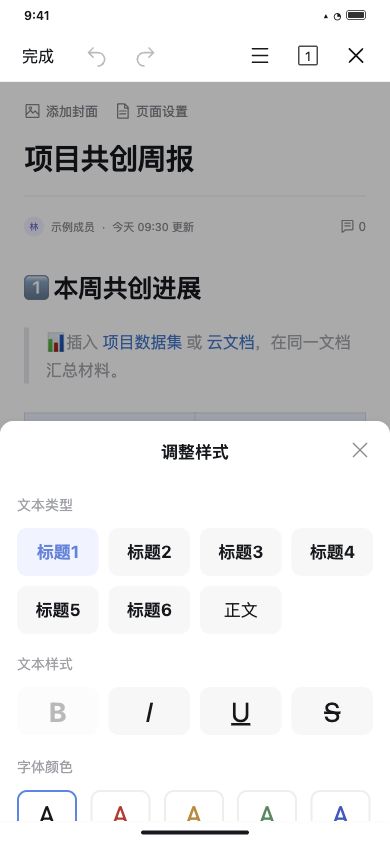 9:41
完成
1
添加封面 页面设置
项目共创周报
林 示例成员 · 今天 09:30 更新 0
1 本周共创进展
插入 项目数据集 或 云文档，在同一文档
汇总材料。
调整样式
文本类型
标题1 标题2 标题3 标题4
标题5 标题6 正文
文本样式
B I U S
字体颜色
A A A A A